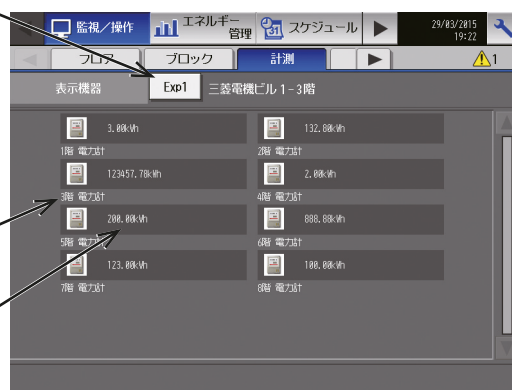 監視/操作
エネルギー
管理
31
スケジュール
29/03/2015
19:22
フロア
ブロック
計測
1
表示機器
Exp1
三菱電機ビル 1-3階
3.00kWh
132.80kWh
1階 電力計
2階 電力計
123457.78kWh
2.00kWh
3階 電力計
4階 電力計
200.00kWh
888.88kWh
5階 電力計
6階 電力計
123.00kWh
100.00kWh
7階 電力計
8階 電力計